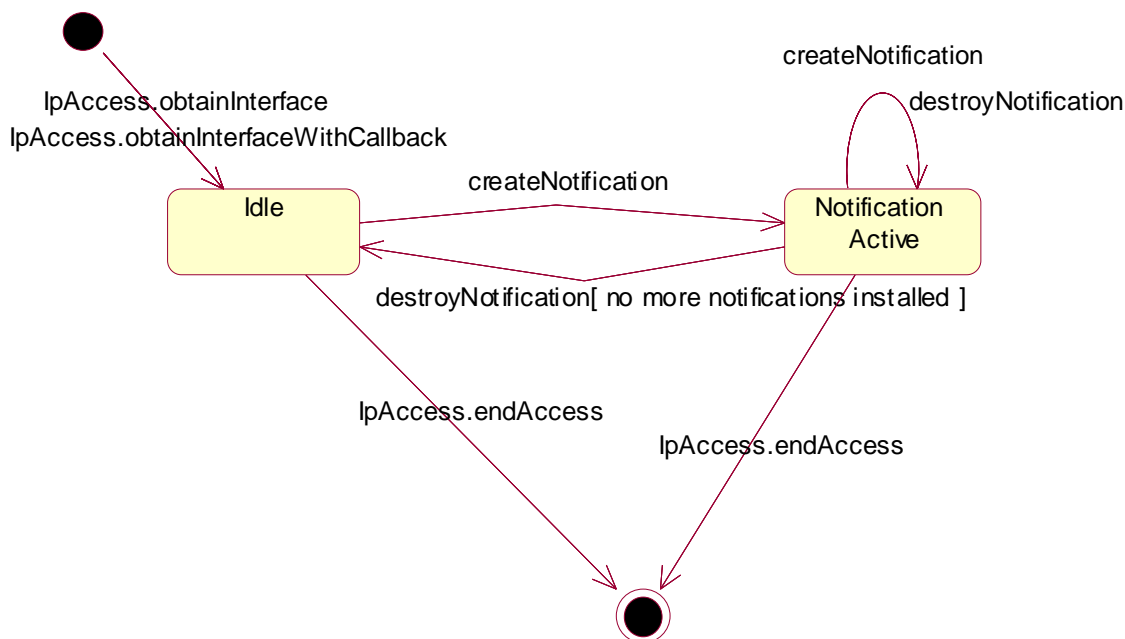 createNotification
destroyNotification
IpAccess.obtainInterface
IpAccess.obtainInterfaceWithCallback
createNotification
Idle
Notification
Active
destroyNotification[ no more notifications installed ]
IpAccess.endAccess
IpAccess.endAccess